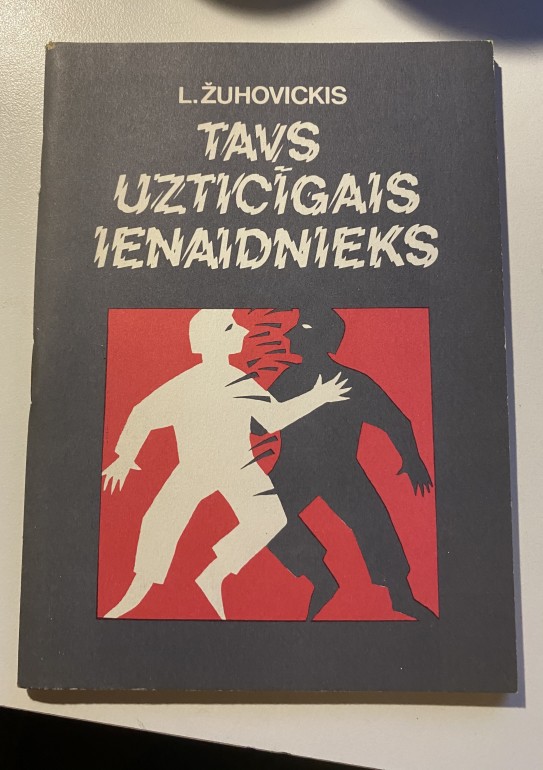 L. ŽUHOVICKIS
TAVS
UZTICĪGAIS
IENAIDNIEKS